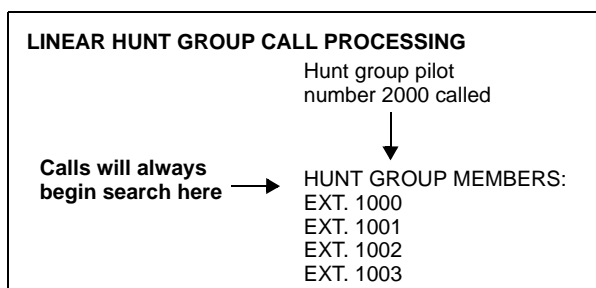 LINEAR HUNT GROUP CALL PROCESSING
Hunt group pilot
number 2000 called
Calls will always
begin search here
HUNT GROUP MEMBERS:
EXT. 1000
EXT. 1001
EXT. 1002
EXT. 1003